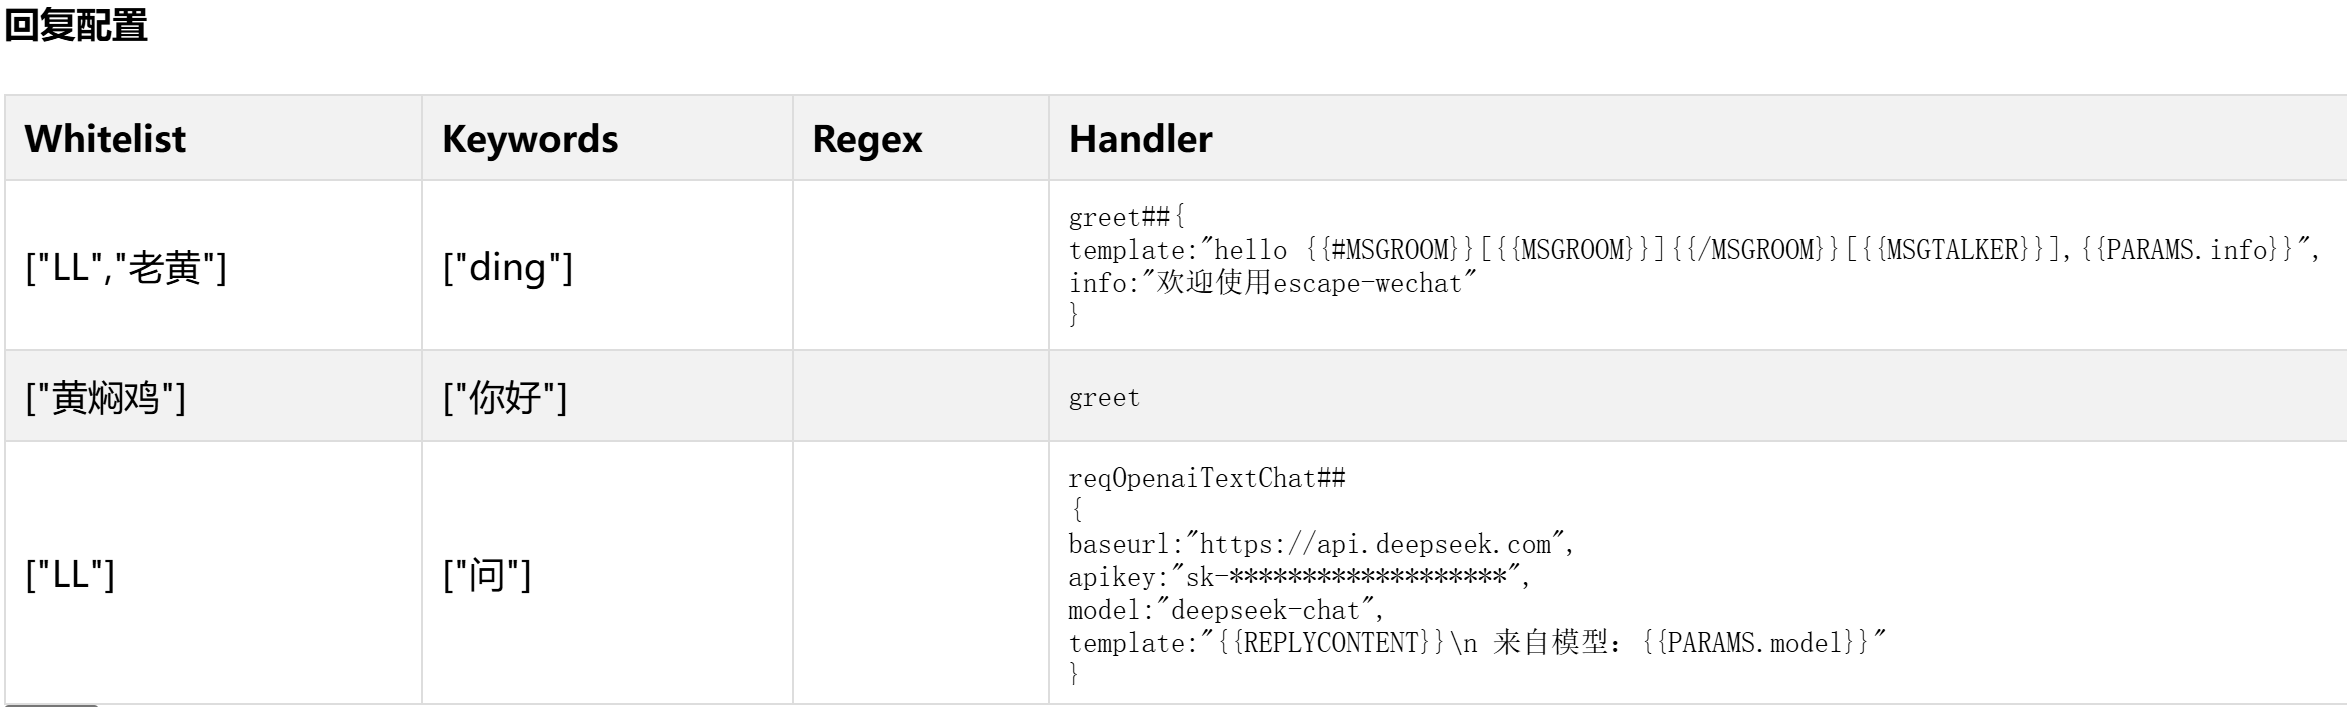 回复配置
Whitelist Keywords Regex Handler
["LL","老黄"] ["ding"] greet##{
template:"hello {{#MSGROOM}}[{{MSGROOM}}]{{/MSGROOM}}[{{MSGTALKER}}],{{PARAMS.info}}",
info:"欢迎使用escape-wechat"
}
["黄焖鸡"] ["你好"] greet
["LL"] ["问"] reqOpenaiTextChat##
{
baseurl:"https://api.deepseek.com",
apikey:"sk-*******************",
model:"deepseek-chat",
template:"{{REPLYCONTENT}}\n 来自模型：{{PARAMS.model}}"
}